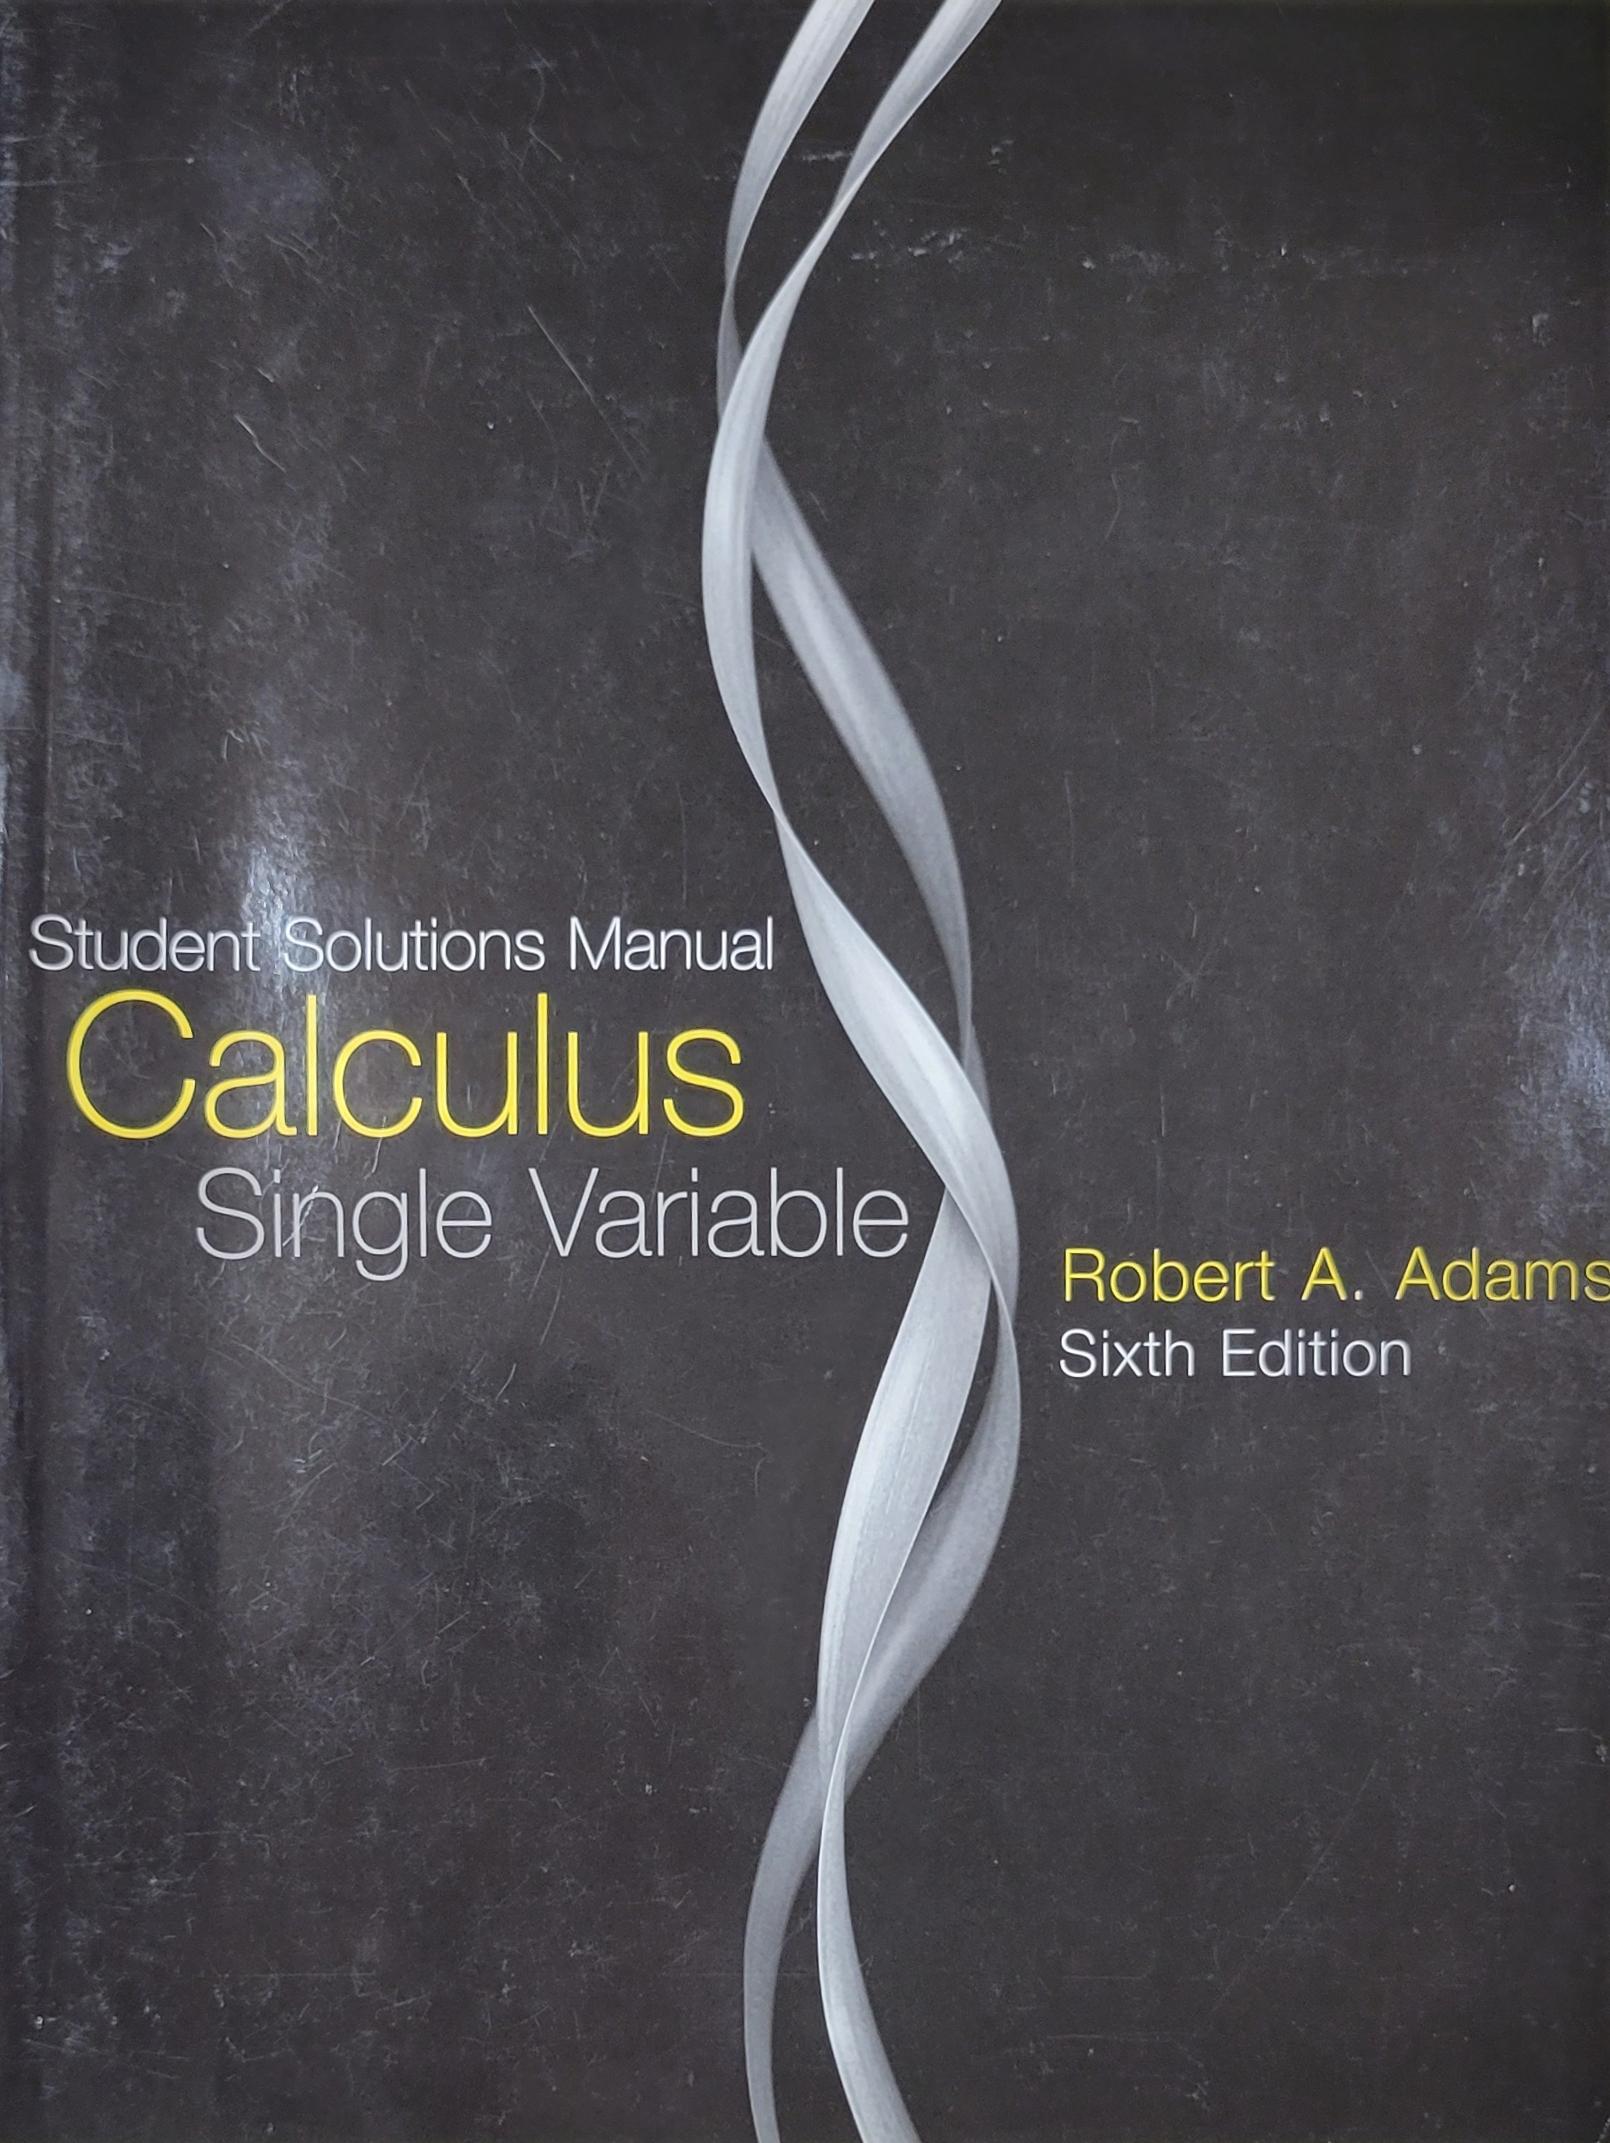 Student Solutions Manual
Calculus
Single Variable
Robert A. Adams
Sixth Edition